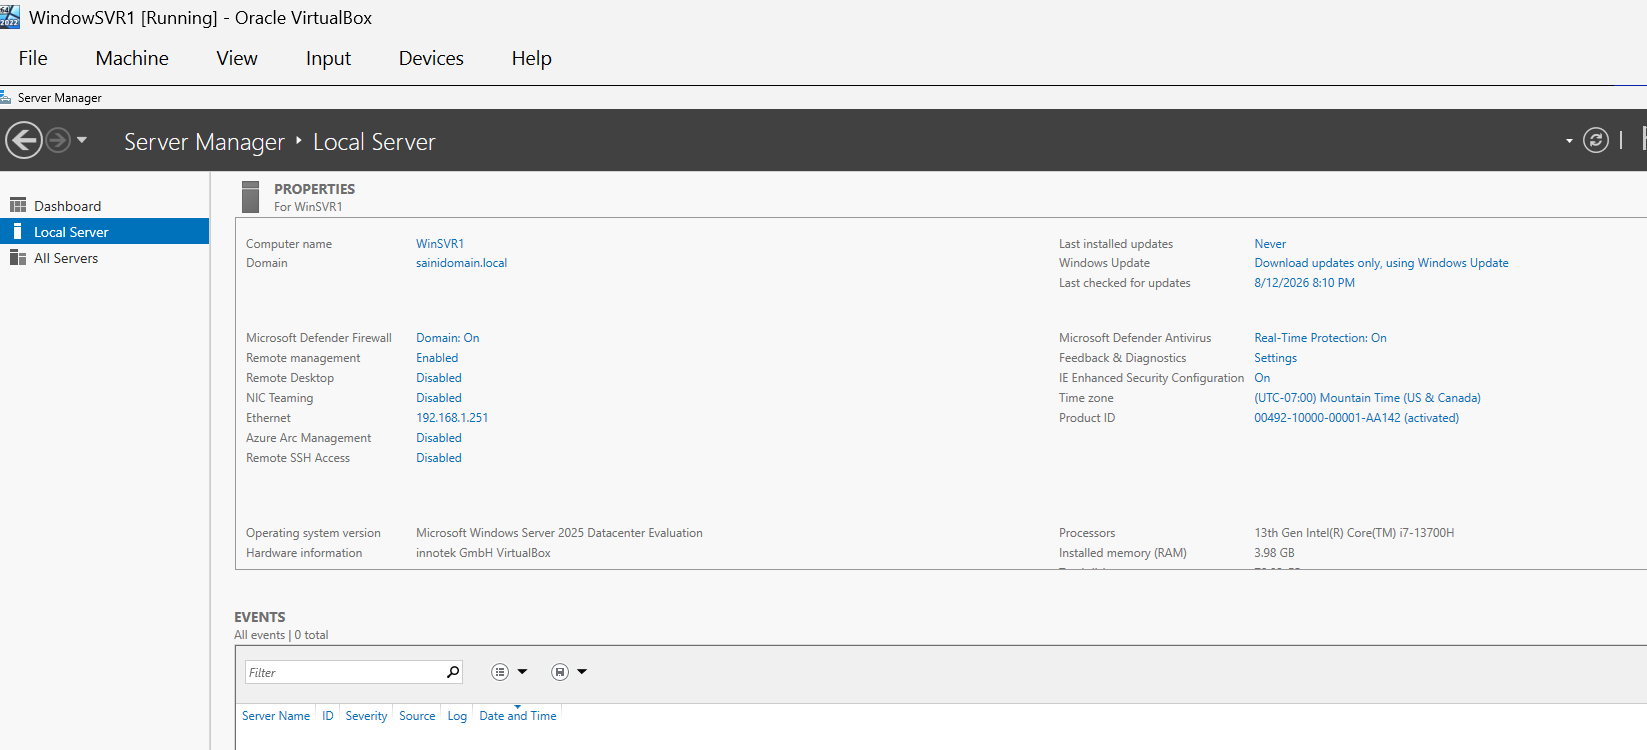 WindowSVR1 [Running] - Oracle VirtualBox
File Machine View Input Devices Help
Server Manager
Server Manager Local Server
Dashboard
Local Server
All Servers
PROPERTIES
For WinSVR1
Computer name WinSVR1 Last installed updates Never
Domain sainidomain.local Windows Update Download updates only, using Windows Update
Last checked for updates 8/12/2026 8:10 PM
Microsoft Defender Firewall Domain: On Microsoft Defender Antivirus Real-Time Protection: On
Remote management Enabled Feedback & Diagnostics Settings
Remote Desktop Disabled IE Enhanced Security Configuration On
NIC Teaming Disabled Time zone (UTC-07:00) Mountain Time (US & Canada)
Ethernet 192.168.1.251 Product ID 00492-10000-00001-AA142 (activated)
Azure Arc Management Disabled
Remote SSH Access Disabled
Operating system version Microsoft Windows Server 2025 Datacenter Evaluation Processors 13th Gen Intel(R) Core(TM) i7-13700H
Hardware information innotek GmbH VirtualBox Installed memory (RAM) 3.98 GB
EVENTS
All events | 0 total
Filter
Server Name ID Severity Source Log Date and Time